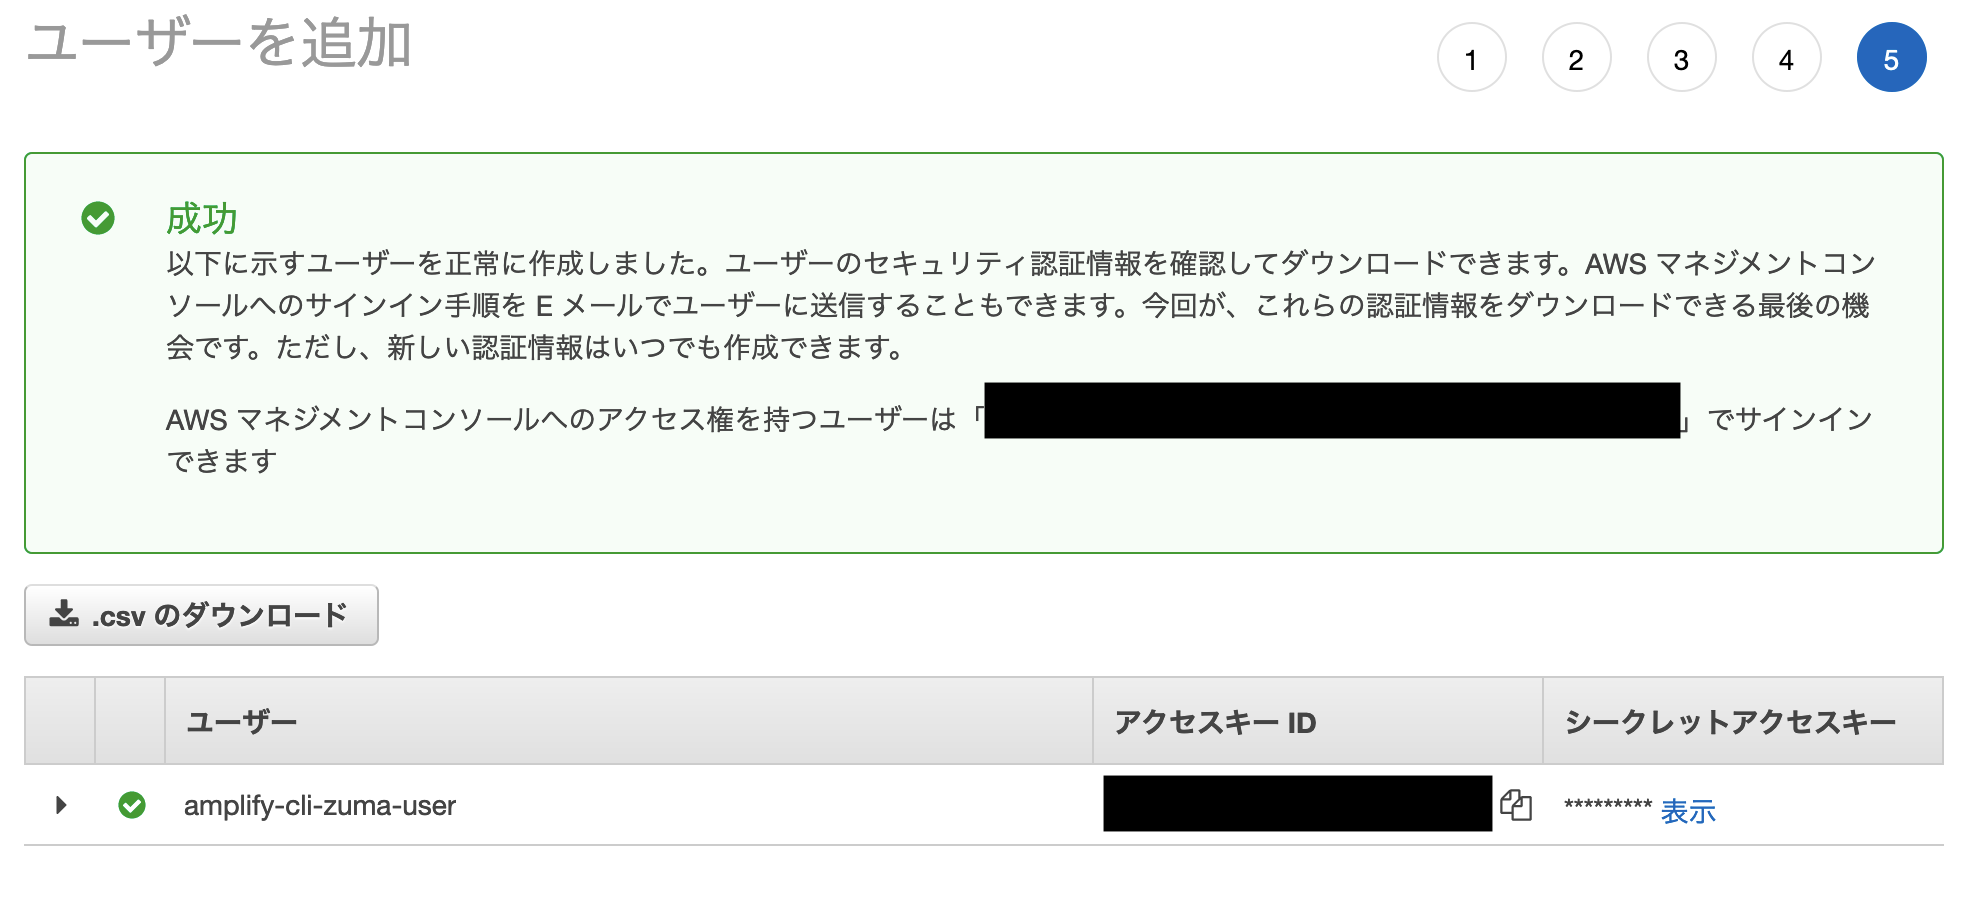 ユーザーを追加
1 2 3 4 5
成功
以下に示すユーザーを正常に作成しました。ユーザーのセキュリティ認証情報を確認してダウンロードできます。AWS マネジメントコン
ソールへのサインイン手順を E メールでユーザーに送信することもできます。今回が、これらの認証情報をダウンロードできる最後の機
会です。ただし、新しい認証情報はいつでも作成できます。
AWS マネジメントコンソールへのアクセス権を持つユーザーは「 」でサインイン
できます
.csv のダウンロード
ユーザー アクセスキー ID シークレットアクセスキー
amplify-cli-zuma-user ********* 表示